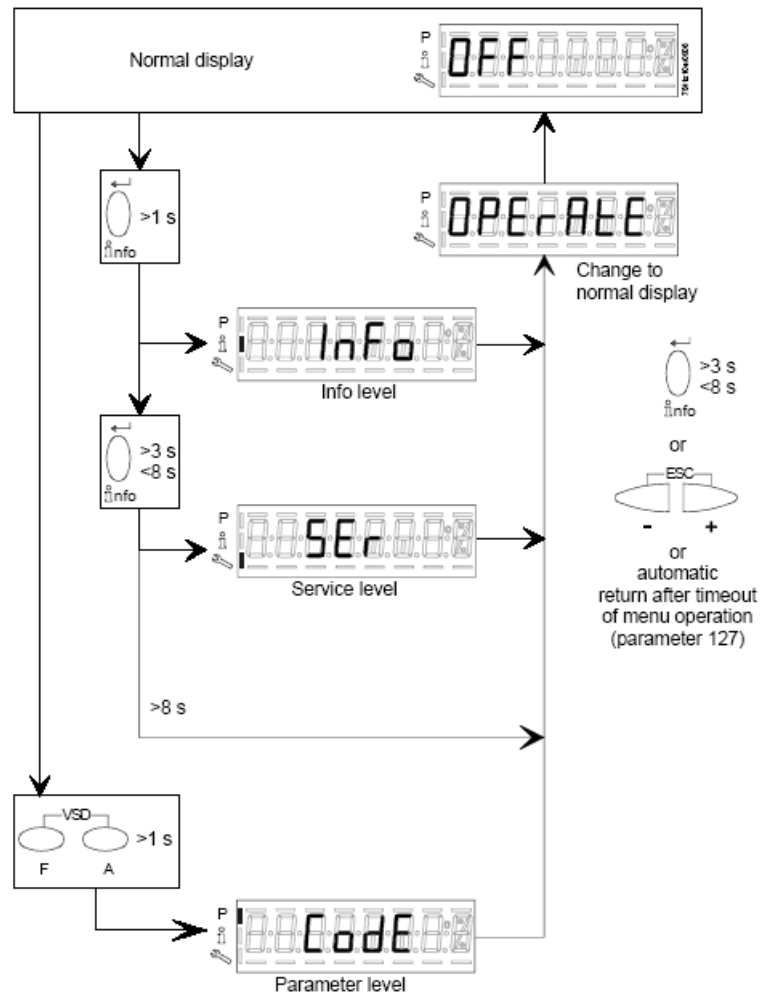 Normal display
P
i
OFF
>1 s
info
P
i
OPErAtE
Change to
normal display
P
i
InFo
Info level
>3 s
<8 s
info
>3 s
<8 s
info
or
ESC
- +
or
automatic
return after timeout
of menu operation
(parameter 127)
P
i
SEr
Service level
>8 s
VSD
>1 s
F A
P
i
CodE
Parameter level